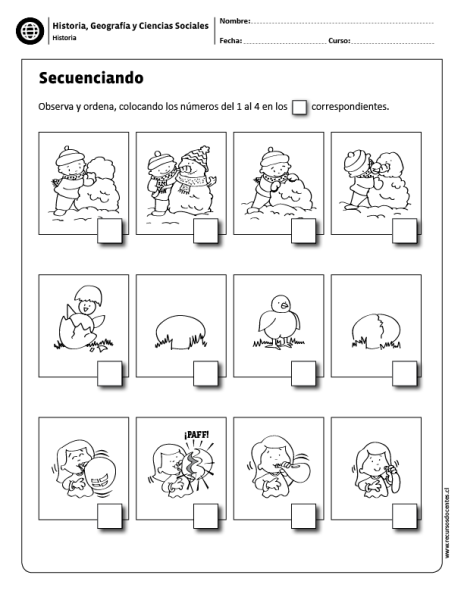 Historia, Geografía y Ciencias Sociales
Historia
Nombre:
Fecha: Curso:
Secuenciando
Observa y ordena, colocando los números del 1 al 4 en los correspondientes.
¡PAFF!
www.recursosdocentes.cl